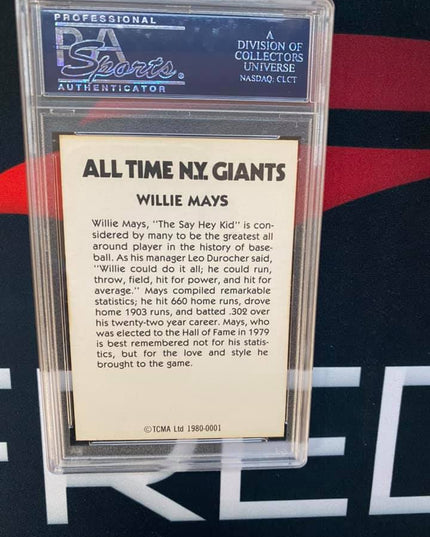 PROFESSIONAL
PSA
Sports®
AUTHENTICATOR
A
DIVISION OF
COLLECTORS
UNIVERSE
NASDAQ: CLCT
ALL TIME N.Y. GIANTS
WILLIE MAYS
Willie Mays, "The Say Hey Kid" is con-
sidered by many to be the greatest all
around player in the history of base-
ball. As his manager Leo Durocher said,
"Willie could do it all; he could run,
throw, field, hit for power, and hit for
average." Mays compiled remarkable
statistics; he hit 660 home runs, drove
home 1903 runs, and batted .302 over
his twenty-two year career. Mays, who
was elected to the Hall of Fame in 1979
is best remembered not for his statis-
tics, but for the love and style he
brought to the game.
©TCMA Ltd 1980-0001